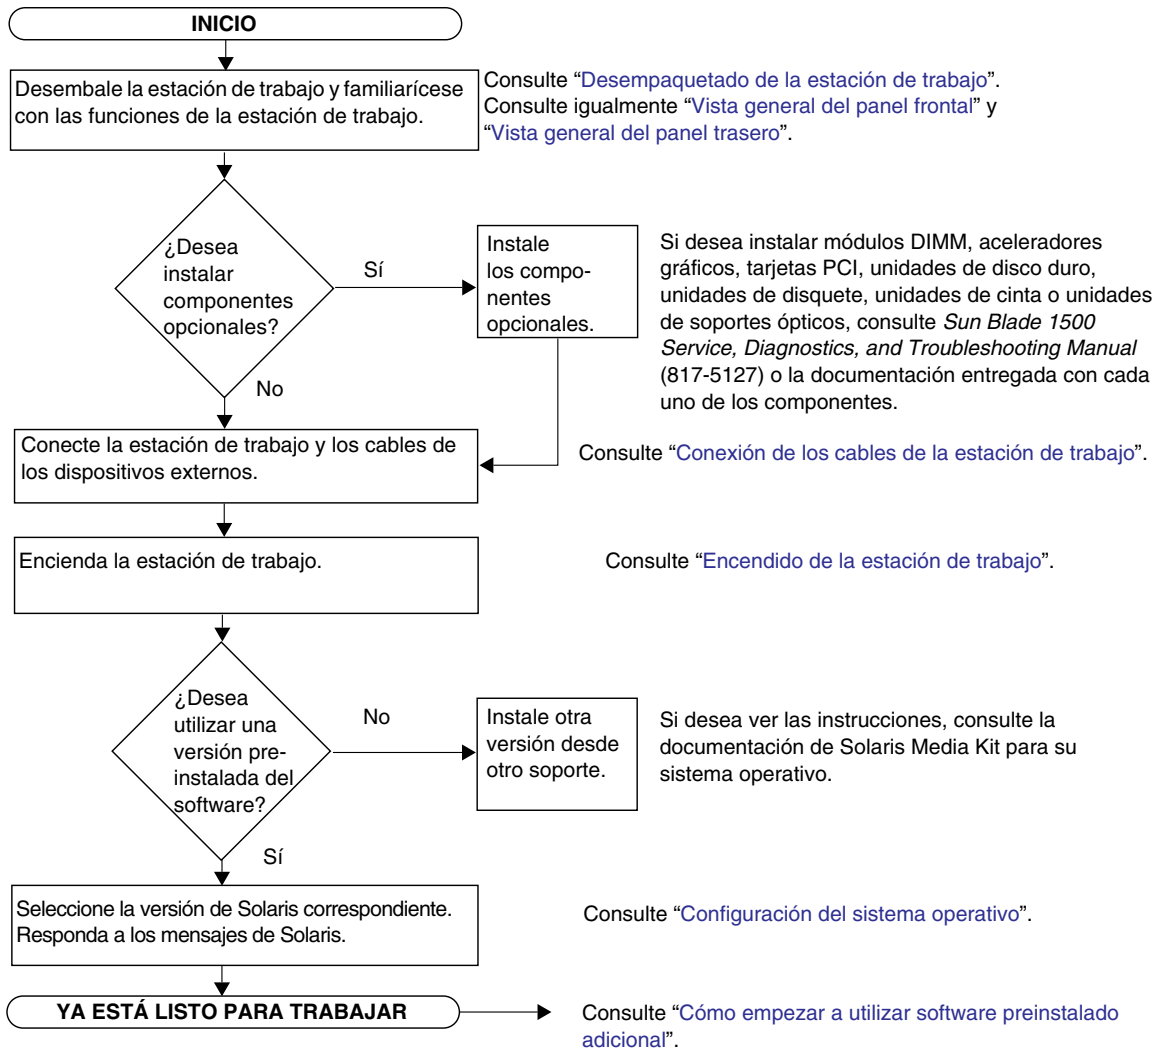 INICIO
Desembale la estación de trabajo y familiarícese
con las funciones de la estación de trabajo.
Consulte “Desempaquetado de la estación de trabajo”.
Consulte igualmente “Vista general del panel frontal” y
“Vista general del panel trasero”.
¿Desea
instalar
componentes
opcionales?
Sí
Instale
los compo-
nentes
opcionales.
Si desea instalar módulos DIMM, aceleradores
gráficos, tarjetas PCI, unidades de disco duro,
unidades de disquete, unidades de cinta o unidades
de soportes ópticos, consulte Sun Blade 1500
Service, Diagnostics, and Troubleshooting Manual
(817-5127) o la documentación entregada con cada
uno de los componentes.
No
Conecte la estación de trabajo y los cables de
los dispositivos externos.
Consulte “Conexión de los cables de la estación de trabajo”.
Encienda la estación de trabajo.
Consulte “Encendido de la estación de trabajo”.
¿Desea
utilizar una
versión pre-
instalada del
software?
No
Instale otra
versión desde
otro soporte.
Si desea ver las instrucciones, consulte la
documentación de Solaris Media Kit para su
sistema operativo.
Sí
Seleccione la versión de Solaris correspondiente.
Responda a los mensajes de Solaris.
Consulte “Configuración del sistema operativo”.
YA ESTÁ LISTO PARA TRABAJAR
Consulte “Cómo empezar a utilizar software preinstalado
adicional”.